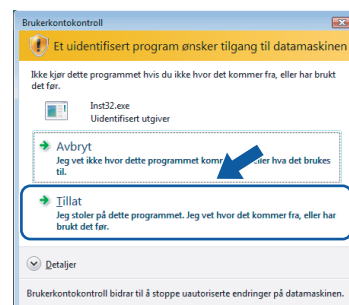 Brukerkontokontroll
Et uidentifisert program ønsker tilgang til datamaskinen
Ikke kjør dette programmet hvis du ikke hvor det kommer fra, eller har brukt
det før.
Inst32.exe
Uidentifisert utgiver
Avbryt
Jeg vet ikke hvor dette programmet eller hva det brukes
til.
Tillat
Jeg stoler på dette programmet. Jeg vet hvor det kommer fra, eller har
brukt det før.
Detaljer
Brukerkontokontroll bidrar til å stoppe uautoriserte endringer på datamaskinen.